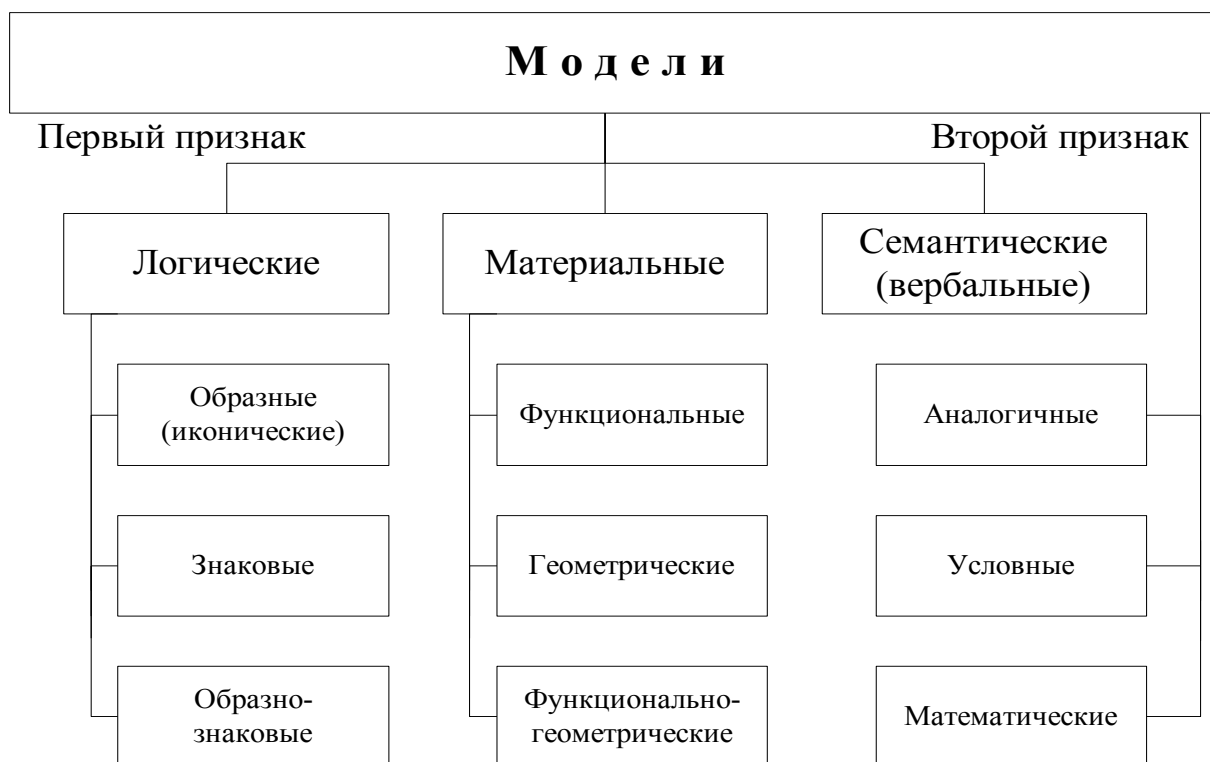 М о д е л и
Первый признак
Второй признак
Логические
Материальные
Семантические
(вербальные)
Образные
(иконические)
Функциональные
Аналогичные
Знаковые
Геометрические
Условные
Образно-
знаковые
Функционально-
геометрические
Математические